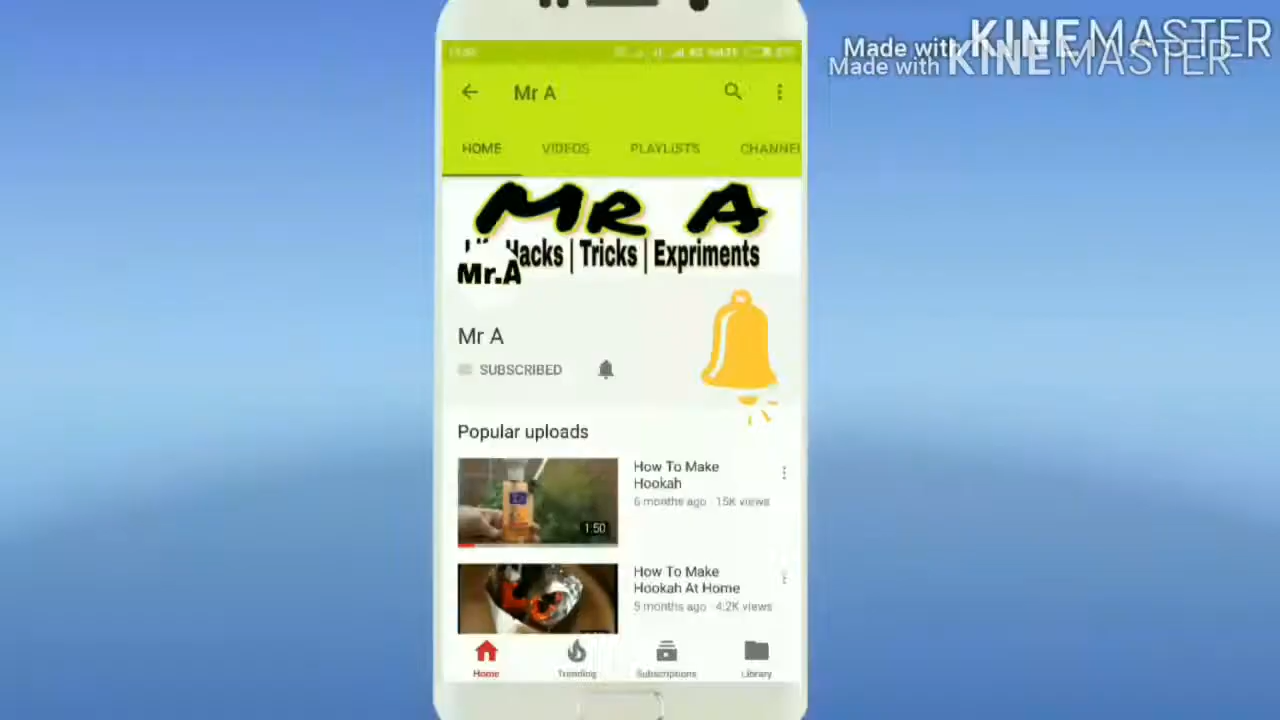 Made with KINEMASTER
Made with KINEMASTER
Mr A
HOME VIDEOS PLAYLISTS CHANNEL
MR A
Hacks | Tricks | Expriments
Mr.A
Mr A
SUBSCRIBED
Popular uploads
How To Make
Hookah
6 months ago · 15K views
1:50
How To Make
Hookah At Home
9 months ago · 4.2K views
Home Trending Subscriptions Library